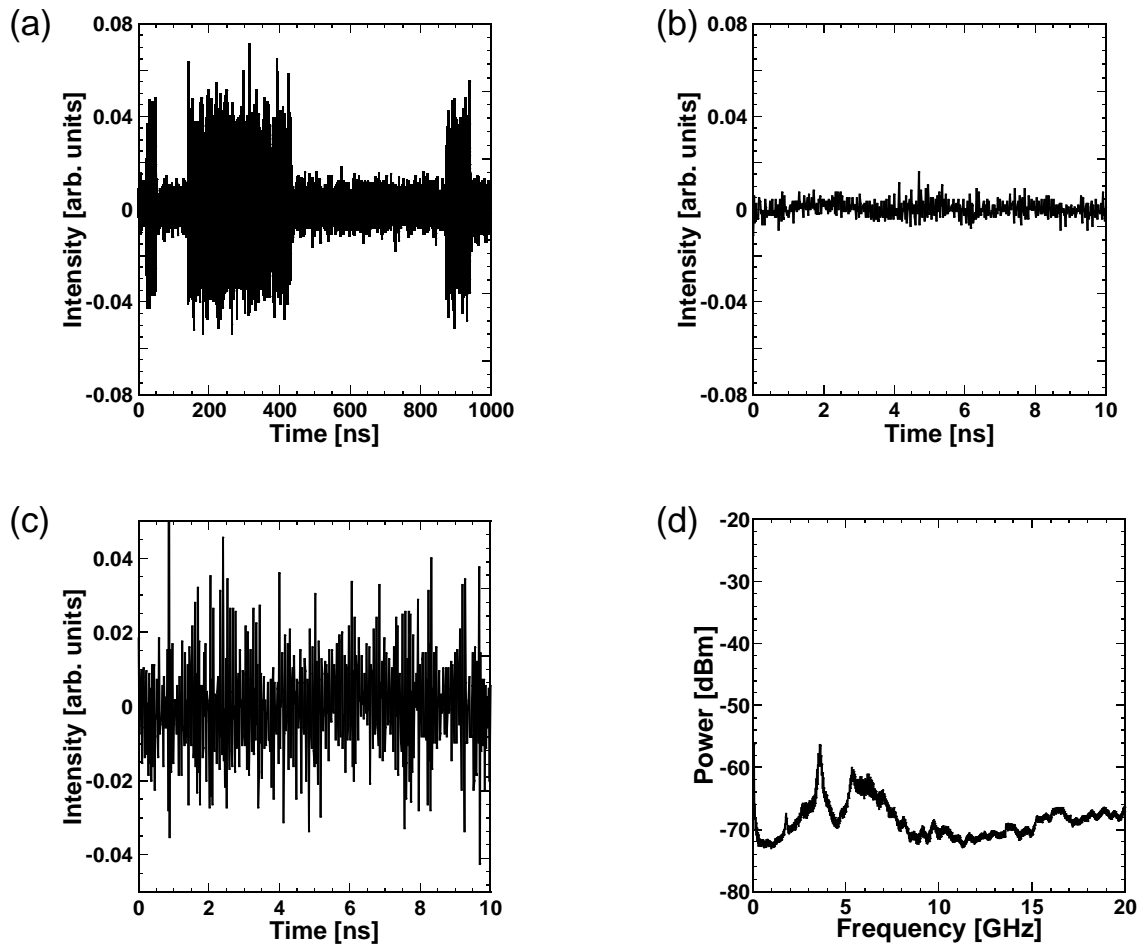 (a)
0.08
0.04
0
-0.04
-0.08
Intensity [arb. units]
0 200 400 600 800 1000
Time [ns]
(b)
0.08
0.04
0
-0.04
-0.08
Intensity [arb. units]
0 2 4 6 8 10
Time [ns]
(c)
0.04
0.02
0
-0.02
-0.04
Intensity [arb. units]
0 2 4 6 8 10
Time [ns]
(d)
-20
-30
-40
-50
-60
-70
-80
Power [dBm]
0 5 10 15 20
Frequency [GHz]